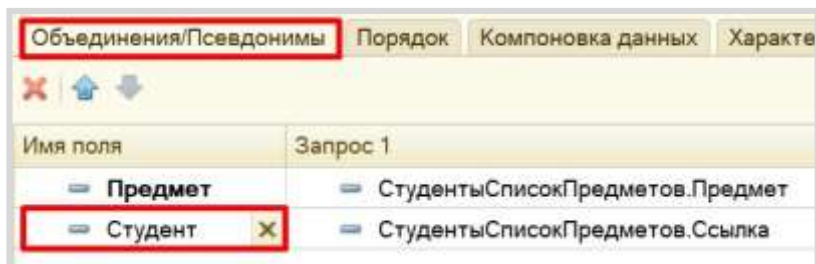 Объединения/Псевдонимы Порядок Компоновка данных Характе
Имя поля Запрос 1
Предмет СтудентыСписокПредметов.Предмет
Студент СтудентыСписокПредметов.Ссылка